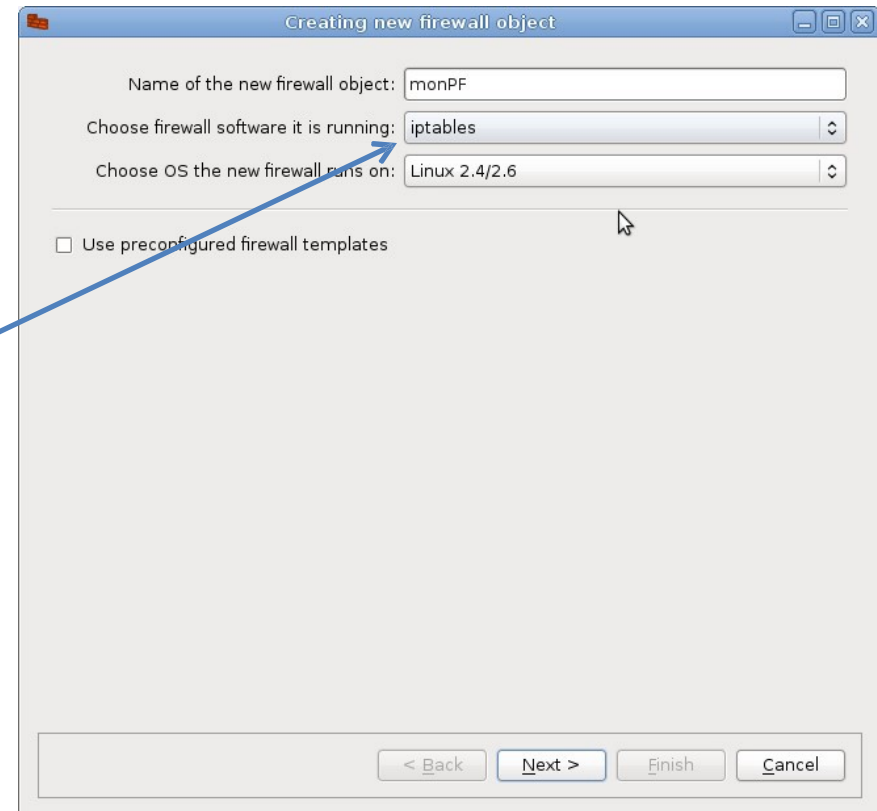 Creating new firewall object
Name of the new firewall object: monPF
Choose firewall software it is running: iptables
Choose OS the new firewall runs on: Linux 2.4/2.6
Use preconfigured firewall templates
< Back Next > Finish Cancel